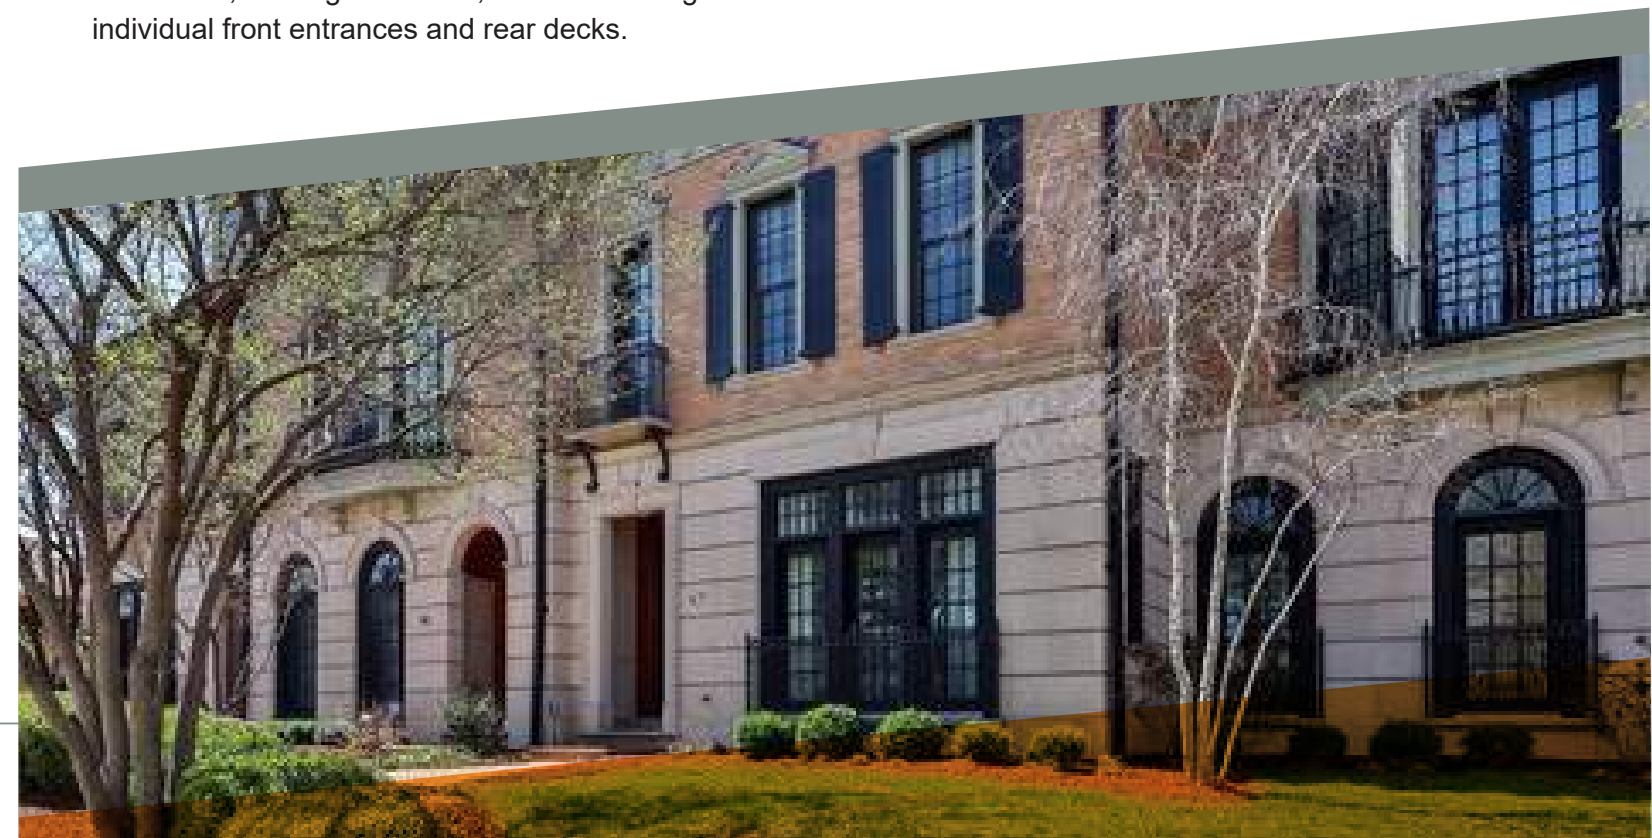 individual front entrances and rear decks.